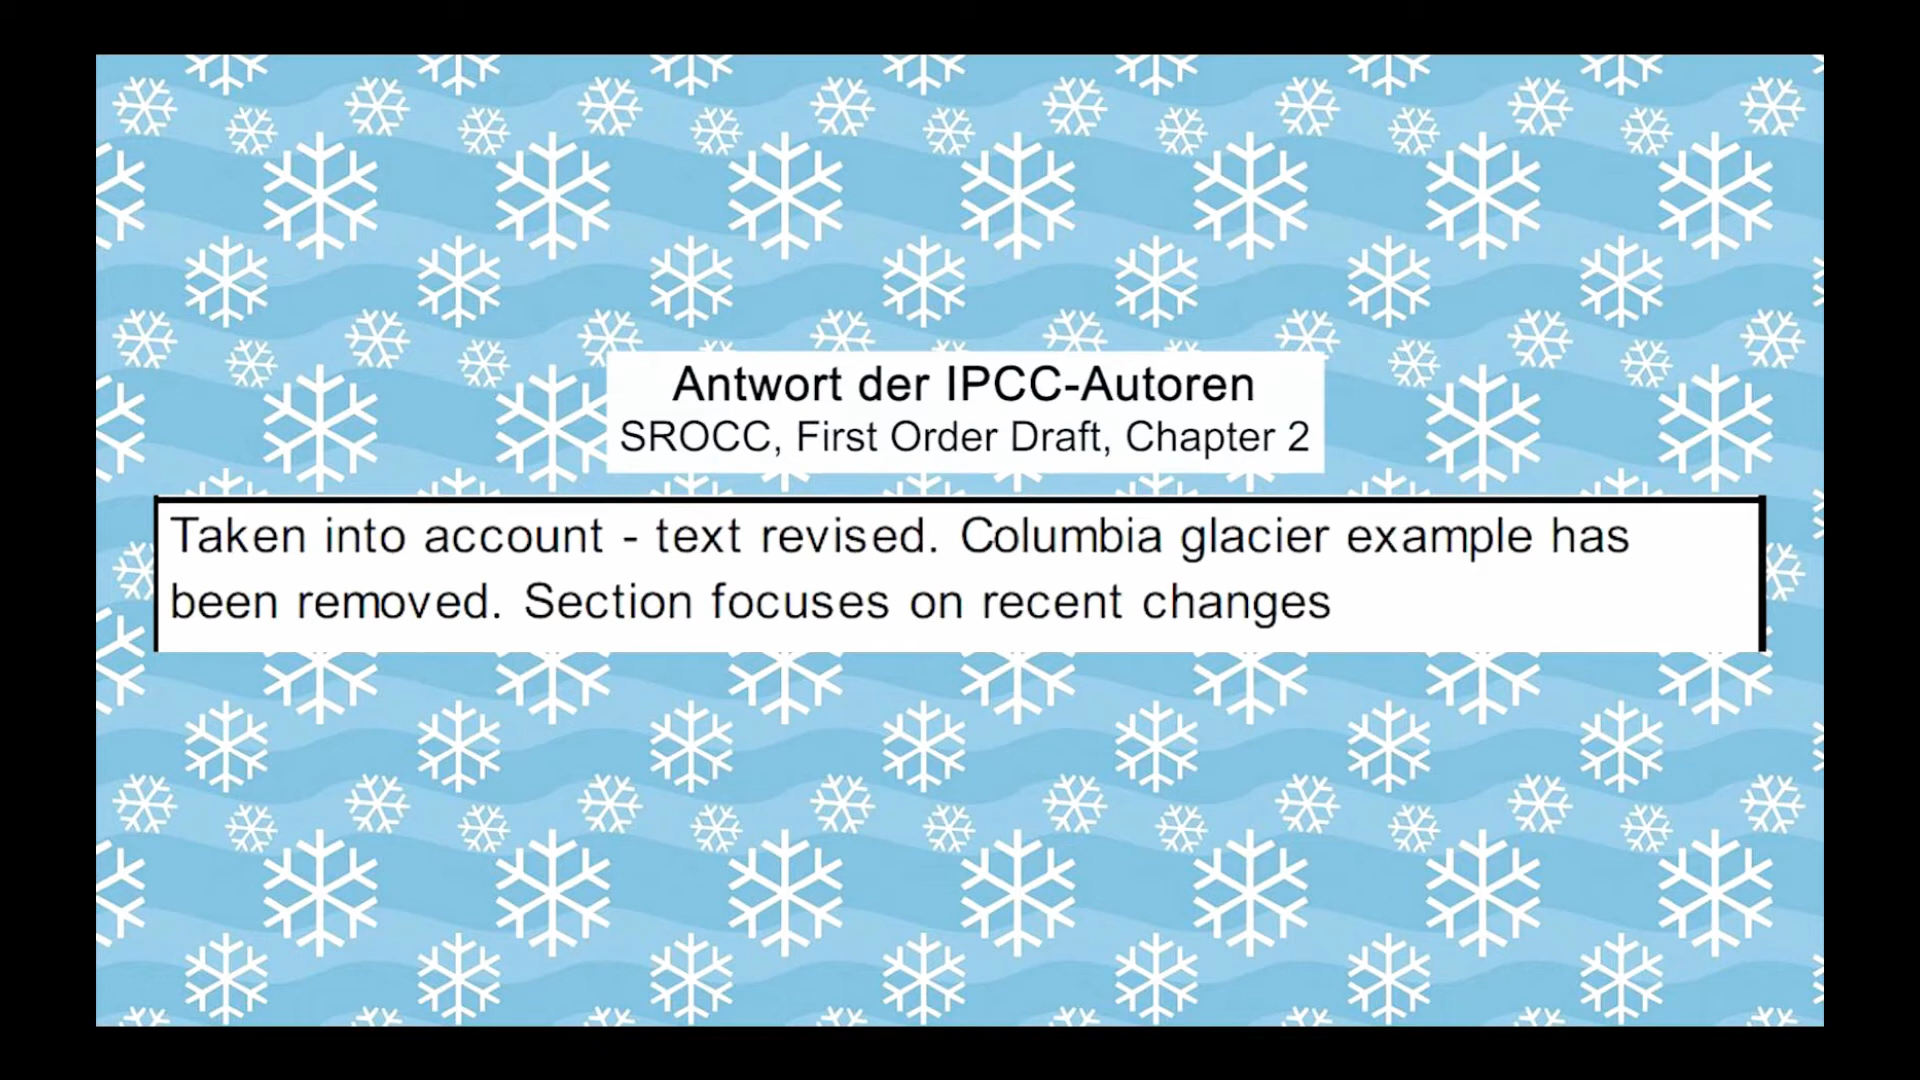 Antwort der IPCC-Autoren
SROCC, First Order Draft, Chapter 2
Taken into account - text revised. Columbia glacier example has
been removed. Section focuses on recent changes